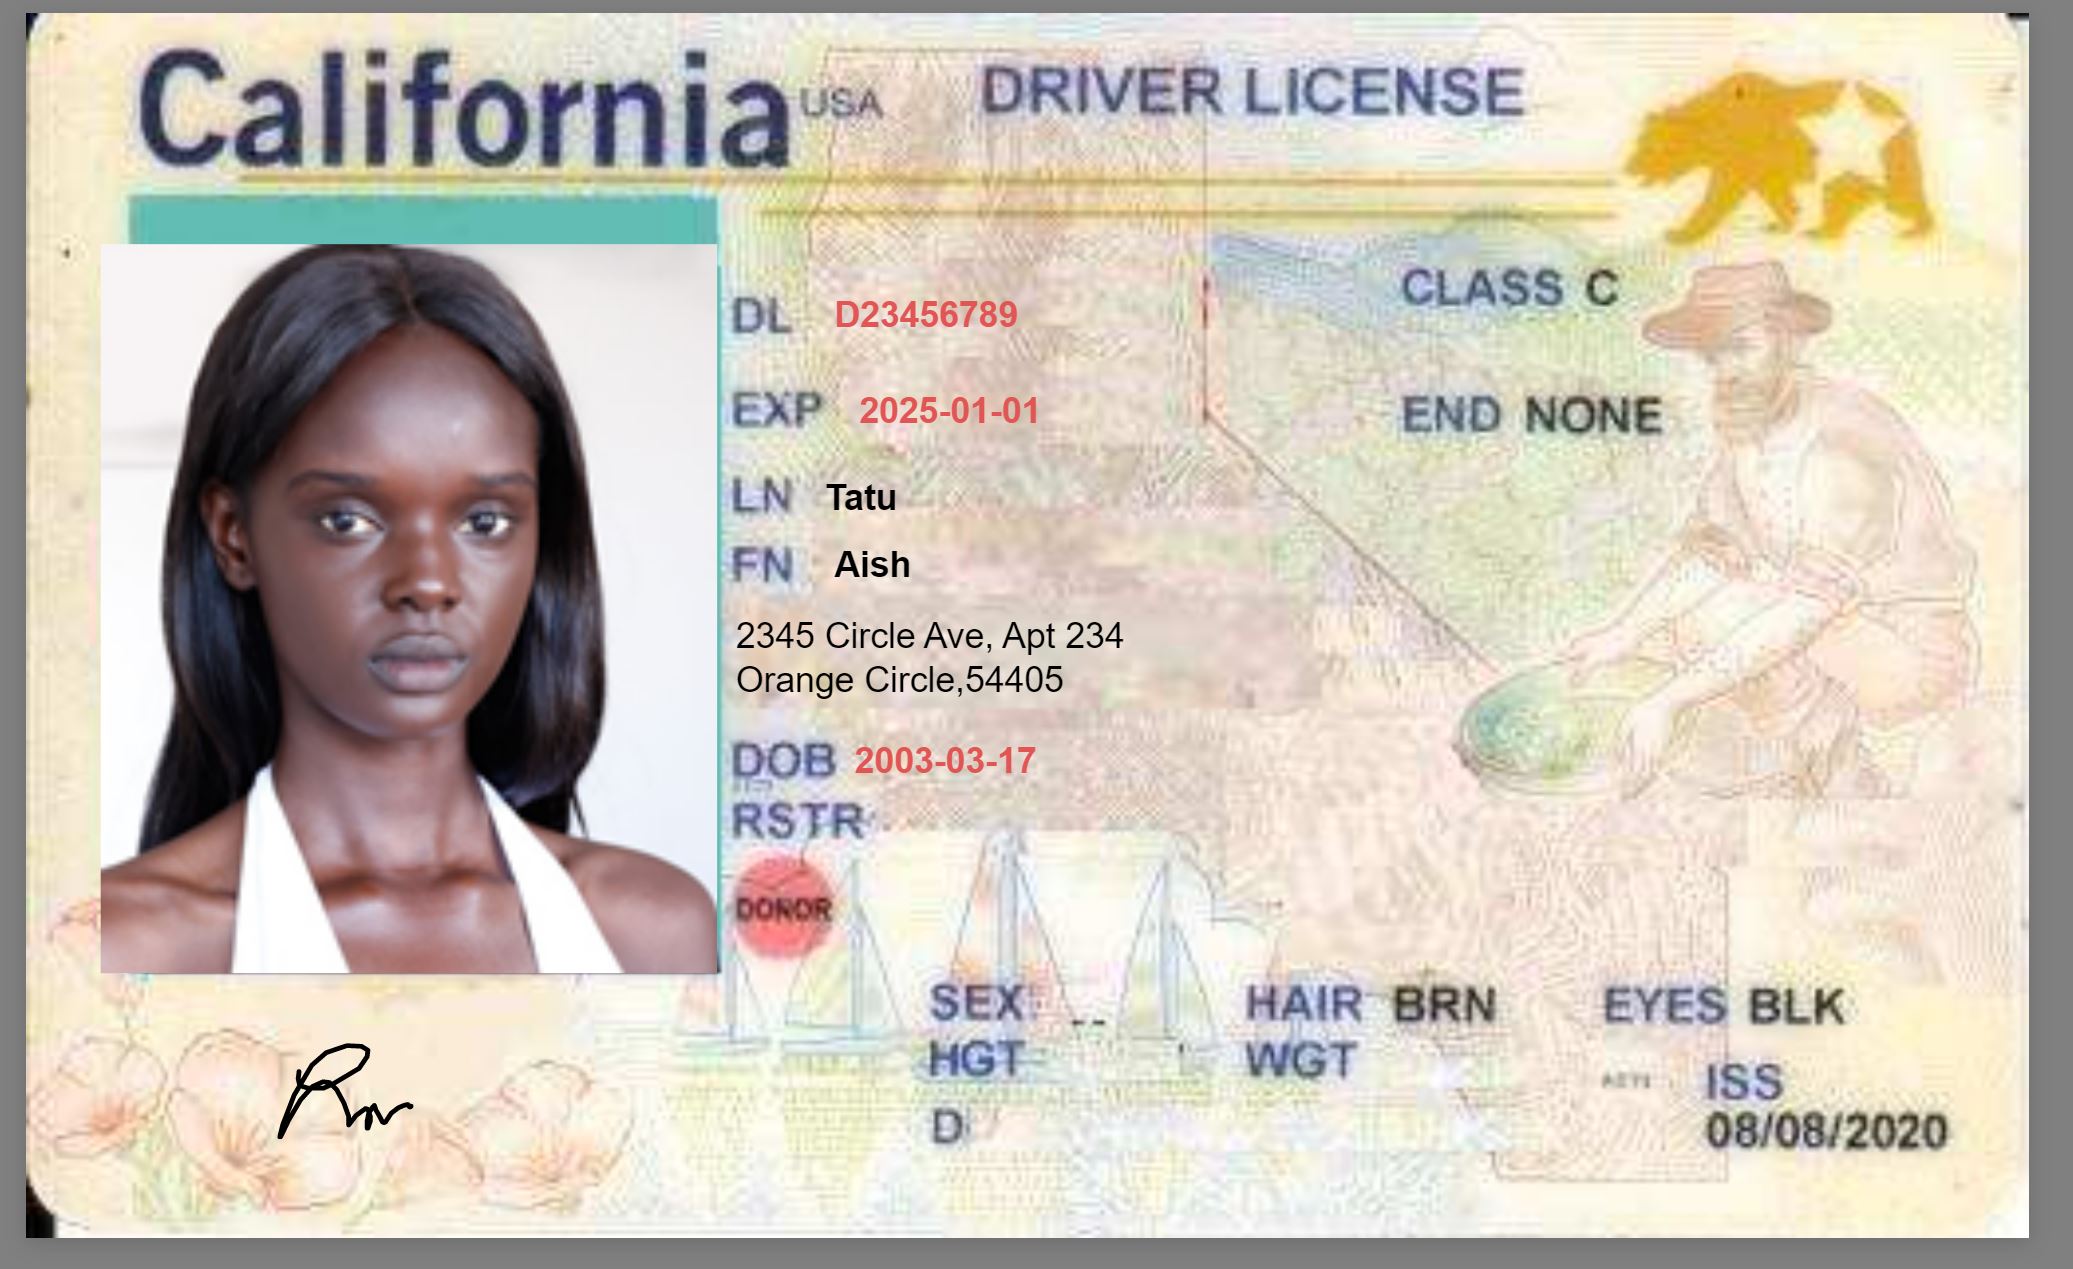 California USA DRIVER LICENSE
DL D23456789
CLASS C
EXP 2025-01-01
END NONE
LN Tatu
FN Aish
2345 Circle Ave, Apt 234
Orange Circle,54405
DOB 2003-03-17
RSTR
DONOR
SEX -- HAIR BRN EYES BLK
HGT WGT
ISS
D 08/08/2020